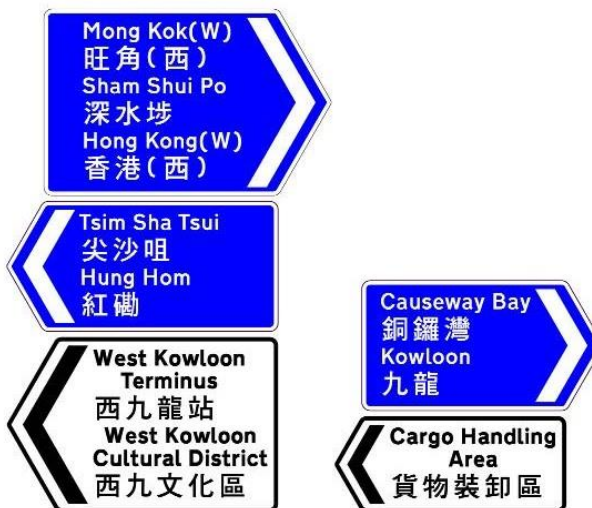 Mong Kok(W)
旺角(西)
Sham Shui Po
深水埗
Hong Kong(W)
香港(西)
Tsim Sha Tsui
尖沙咀
Hung Hom
紅磡
West Kowloon
Terminus
西九龍站
West Kowloon
Cultural District
西九文化區
Causeway Bay
銅鑼灣
Kowloon
九龍
Cargo Handling
Area
貨物裝卸區